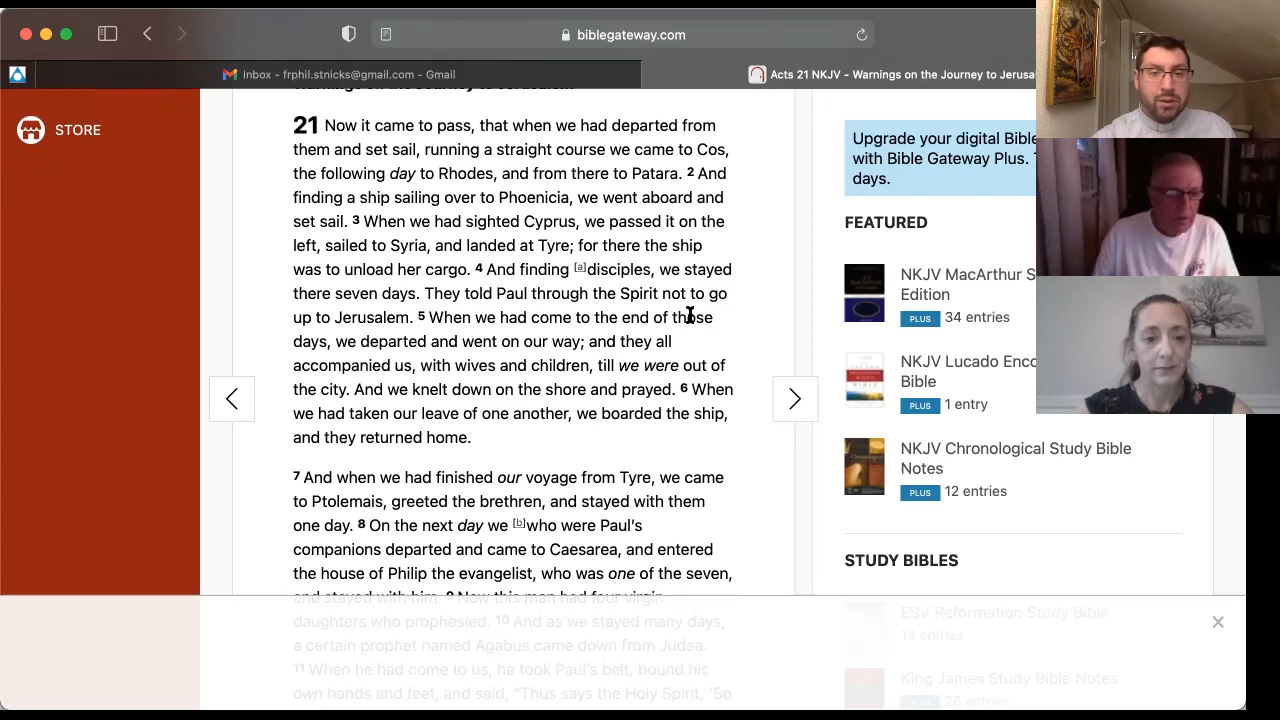 biblegateway.com
Inbox - frphil.stnicks@gmail.com - Gmail
Acts 21 NKJV - Warnings on the Journey to Jerusa
STORE
Warnings on the Journey to Jerusalem
21 Now it came to pass, that when we had departed from
them and set sail, running a straight course we came to Cos,
the following day to Rhodes, and from there to Patara. 2 And
finding a ship sailing over to Phoenicia, we went aboard and
set sail. 3 When we had sighted Cyprus, we passed it on the
left, sailed to Syria, and landed at Tyre; for there the ship
was to unload her cargo. 4 And finding [a]disciples, we stayed
there seven days. They told Paul through the Spirit not to go
up to Jerusalem. 5 When we had come to the end of those
days, we departed and went on our way; and they all
accompanied us, with wives and children, till we were out of
the city. And we knelt down on the shore and prayed. 6 When
we had taken our leave of one another, we boarded the ship,
and they returned home.
7 And when we had finished our voyage from Tyre, we came
to Ptolemais, greeted the brethren, and stayed with them
one day. 8 On the next day we [b]who were Paul's
companions departed and came to Caesarea, and entered
the house of Philip the evangelist, who was one of the seven,
and stayed with him. 9 Now this man had four virgin
daughters who prophesied. 10 And as we stayed many days,
a certain prophet named Agabus came down from Judea.
11 When he had come to us, he took Paul's belt, bound his
own hands and feet, and said, "Thus says the Holy Spirit, 'So
Upgrade your digital Bible
with Bible Gateway Plus.
days.
FEATURED
NKJV MacArthur S
Edition
PLUS 34 entries
NKJV Lucado Enco
Bible
PLUS 1 entry
NKJV Chronological Study Bible
Notes
PLUS 12 entries
STUDY BIBLES
ESV Reformation Study Bible
14 entries
King James Study Bible Notes
PLUS 26 entries